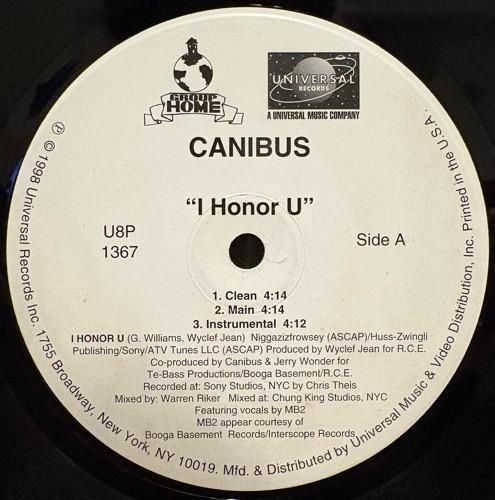 GROUP
HOME
UNIVERSAL
RECORDS
A UNIVERSAL MUSIC COMPANY
CANIBUS
"I Honor U"
U8P
1367
Side A
1. Clean 4:14
2. Main 4:14
3. Instrumental 4:12
I HONOR U (G. Williams, Wyclef Jean) Niggazizfrowsey (ASCAP)/Huss-Zwingli
Publishing/Sony/ATV Tunes LLC (ASCAP) Produced by Wyclef Jean for R.C.E.
Co-produced by Canibus & Jerry Wonder for
Te-Bass Productions/Booga Basement/R.C.E.
Recorded at: Sony Studios, NYC by Chris Theis
Mixed by: Warren Riker Mixed at: Chung King Studios, NYC
Featuring vocals by MB2
MB2 appear courtesy of
Booga Basement Records/Interscope Records
℗ © 1998 Universal Records Inc. 1755 Broadway, New York, NY 10019. Mfd. & Distributed by Universal Music & Video Distribution, Inc. Printed in the U.S.A.